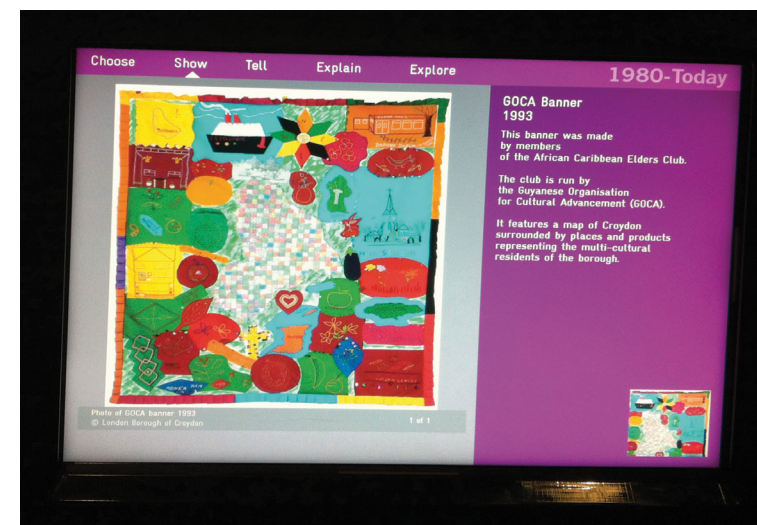 Choose
Show
Tell
Explain
Explore
1980-Today
GOCA Banner
1993
This banner was made
by members
of the African Caribbean Elders Club.
The club is run by
the Guyanese Organisation
for Cultural Advancement (GOCA).
It features a map of Croydon
surrounded by places and products
representing the multi-cultural
residents of the borough.
Photo of GOCA banner 1993
© London Borough of Croydon
1 of 1